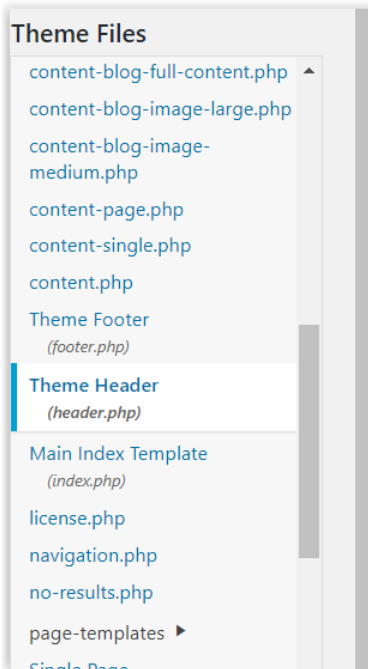 Theme Files
content-blog-full-content.php
content-blog-image-large.php
content-blog-image-
medium.php
content-page.php
content-single.php
content.php
Theme Footer
(footer.php)
Theme Header
(header.php)
Main Index Template
(index.php)
license.php
navigation.php
no-results.php
page-templates
Single Page